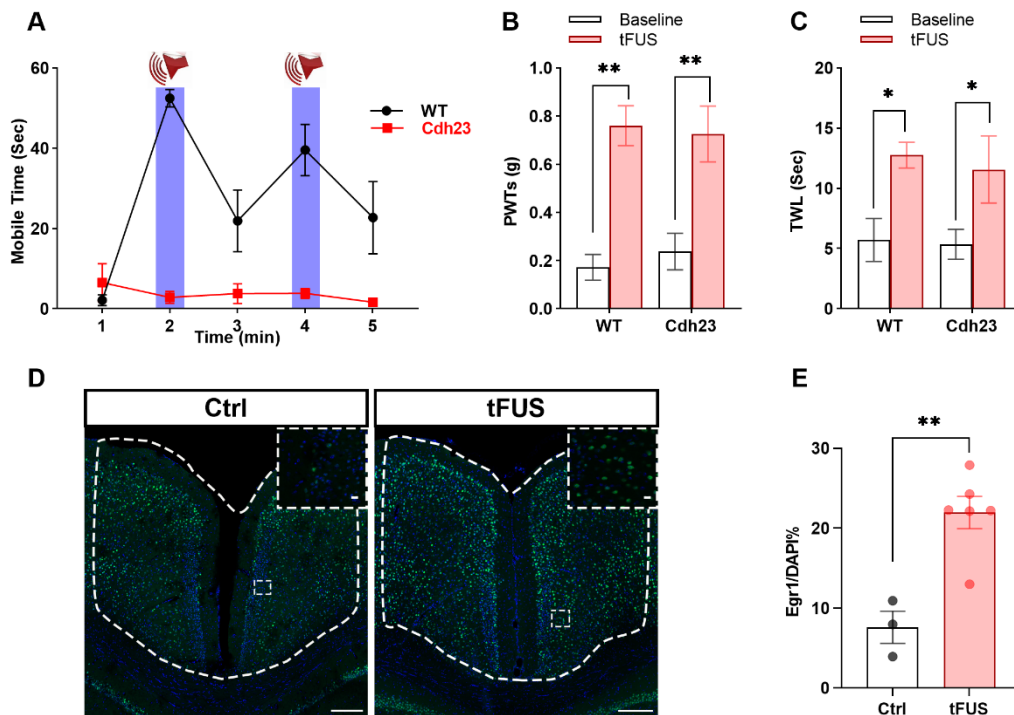 A
Mobile Time (Sec)
60
40
20
0
1
2
3
4
5
Time (min)
WT
Cdh23
B
Baseline
tFUS
PWTs (g)
1.0
0.8
0.6
0.4
0.2
0.0
**
**
WT
Cdh23
C
Baseline
tFUS
TWL (Sec)
20
15
10
5
0
*
*
WT
Cdh23
D
Ctrl
tFUS
E
Egr1/DAPI%
30
20
10
0
**
Ctrl
tFUS